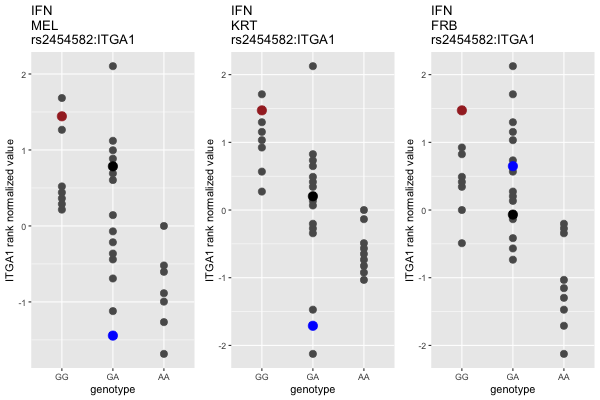 IFN
MEL
rs2454582:ITGA1
ITGA1 rank normalized value
2
1
0
-1
GG
GA
AA
genotype
IFN
KRT
rs2454582:ITGA1
ITGA1 rank normalized value
2
1
0
-1
-2
GG
GA
AA
genotype
IFN
FRB
rs2454582:ITGA1
ITGA1 rank normalized value
2
1
0
-1
-2
GG
GA
AA
genotype